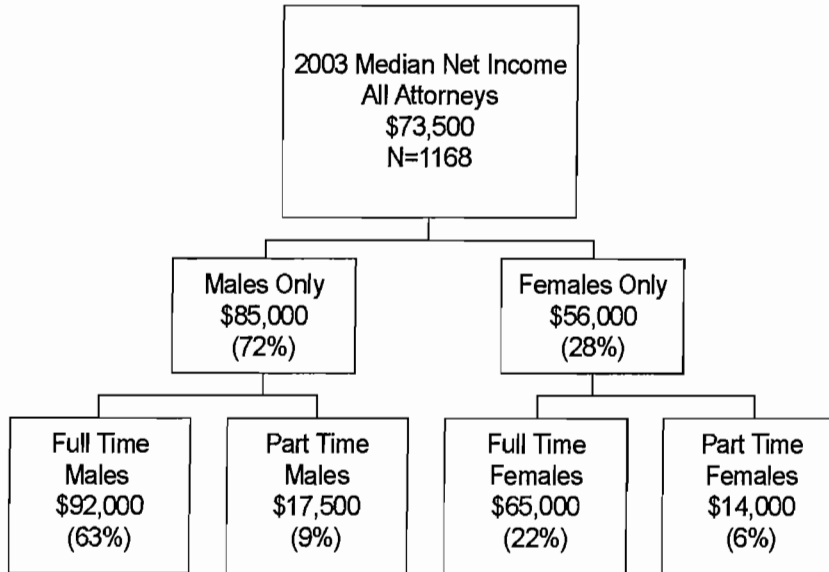 2003 Median Net Income
All Attorneys
$73,500
N=1168
Males Only
$85,000
(72%)
Females Only
$56,000
(28%)
Full Time
Males
$92,000
(63%)
Part Time
Males
$17,500
(9%)
Full Time
Females
$65,000
(22%)
Part Time
Females
$14,000
(6%)